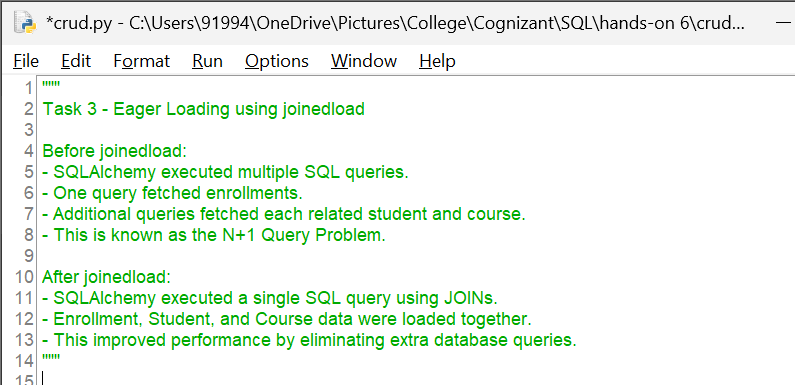 *crud.py - C:\Users\91994\OneDrive\Pictures\College\Cognizant\SQL\hands-on 6\crud...
File Edit Format Run Options Window Help
1 """
2 Task 3 - Eager Loading using joinedload
3
4 Before joinedload:
5 - SQLAlchemy executed multiple SQL queries.
6 - One query fetched enrollments.
7 - Additional queries fetched each related student and course.
8 - This is known as the N+1 Query Problem.
9
10 After joinedload:
11 - SQLAlchemy executed a single SQL query using JOINs.
12 - Enrollment, Student, and Course data were loaded together.
13 - This improved performance by eliminating extra database queries.
14 """
15